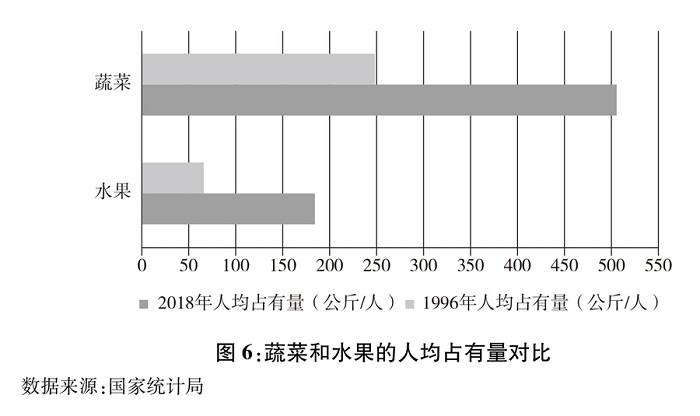 蔬菜
水果
0 50 100 150 200 250 300 350 400 450 500 550
■ 2018年人均占有量（公斤/人） ■ 1996年人均占有量（公斤/人）
图 6:蔬菜和水果的人均占有量对比
数据来源:国家统计局